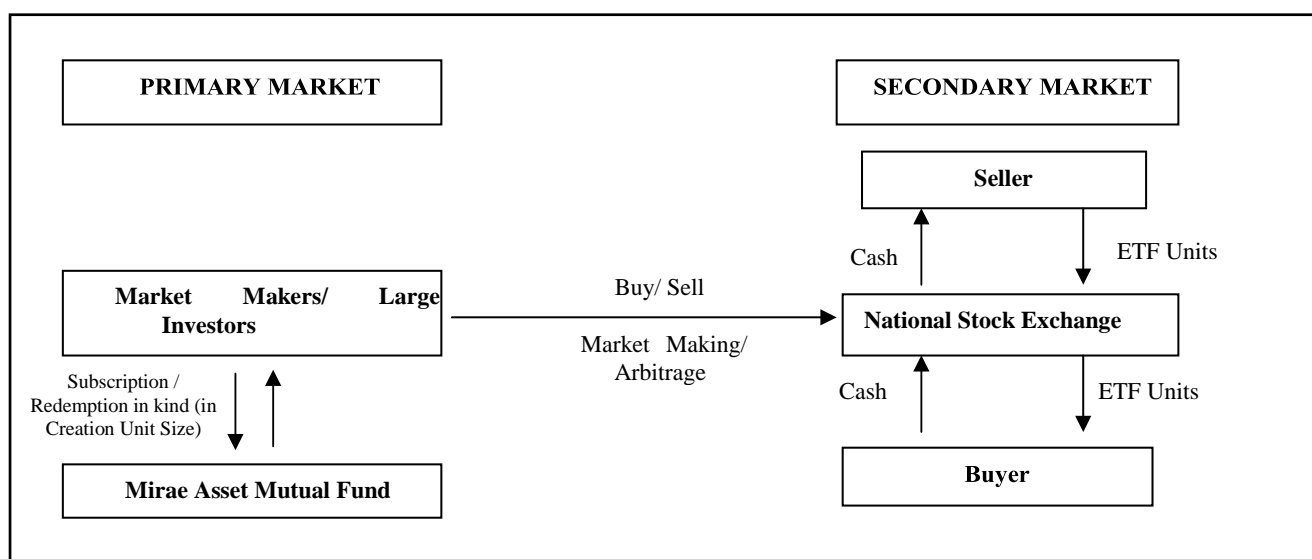 PRIMARY MARKET
SECONDARY MARKET
Seller
Cash
ETF Units
Market Makers/ Large
Investors
Buy/ Sell
Market Making/
Arbitrage
National Stock Exchange
Subscription /
Redemption in kind (in
Creation Unit Size)
Cash
ETF Units
Mirae Asset Mutual Fund
Buyer